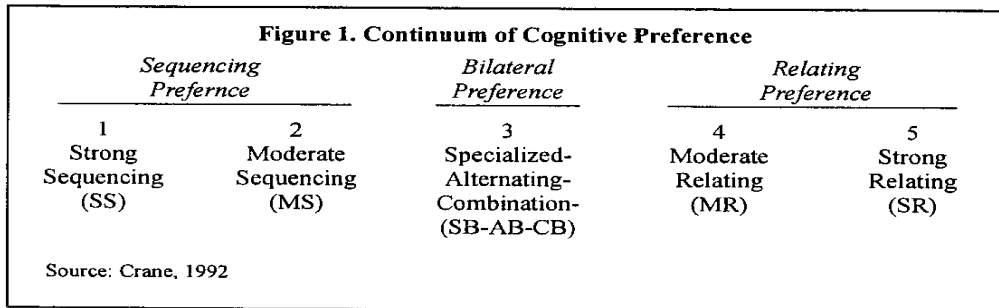 Figure 1. Continuum of Cognitive Preference
Sequencing Bilateral Relating
Prefernce Preference Preference
1 2 3 4 5
Strong Moderate Specialized- Moderate Strong
Sequencing Sequencing Alternating- Relating Relating
(SS) (MS) Combination- (MR) (SR)
(SB-AB-CB)
Source: Crane, 1992